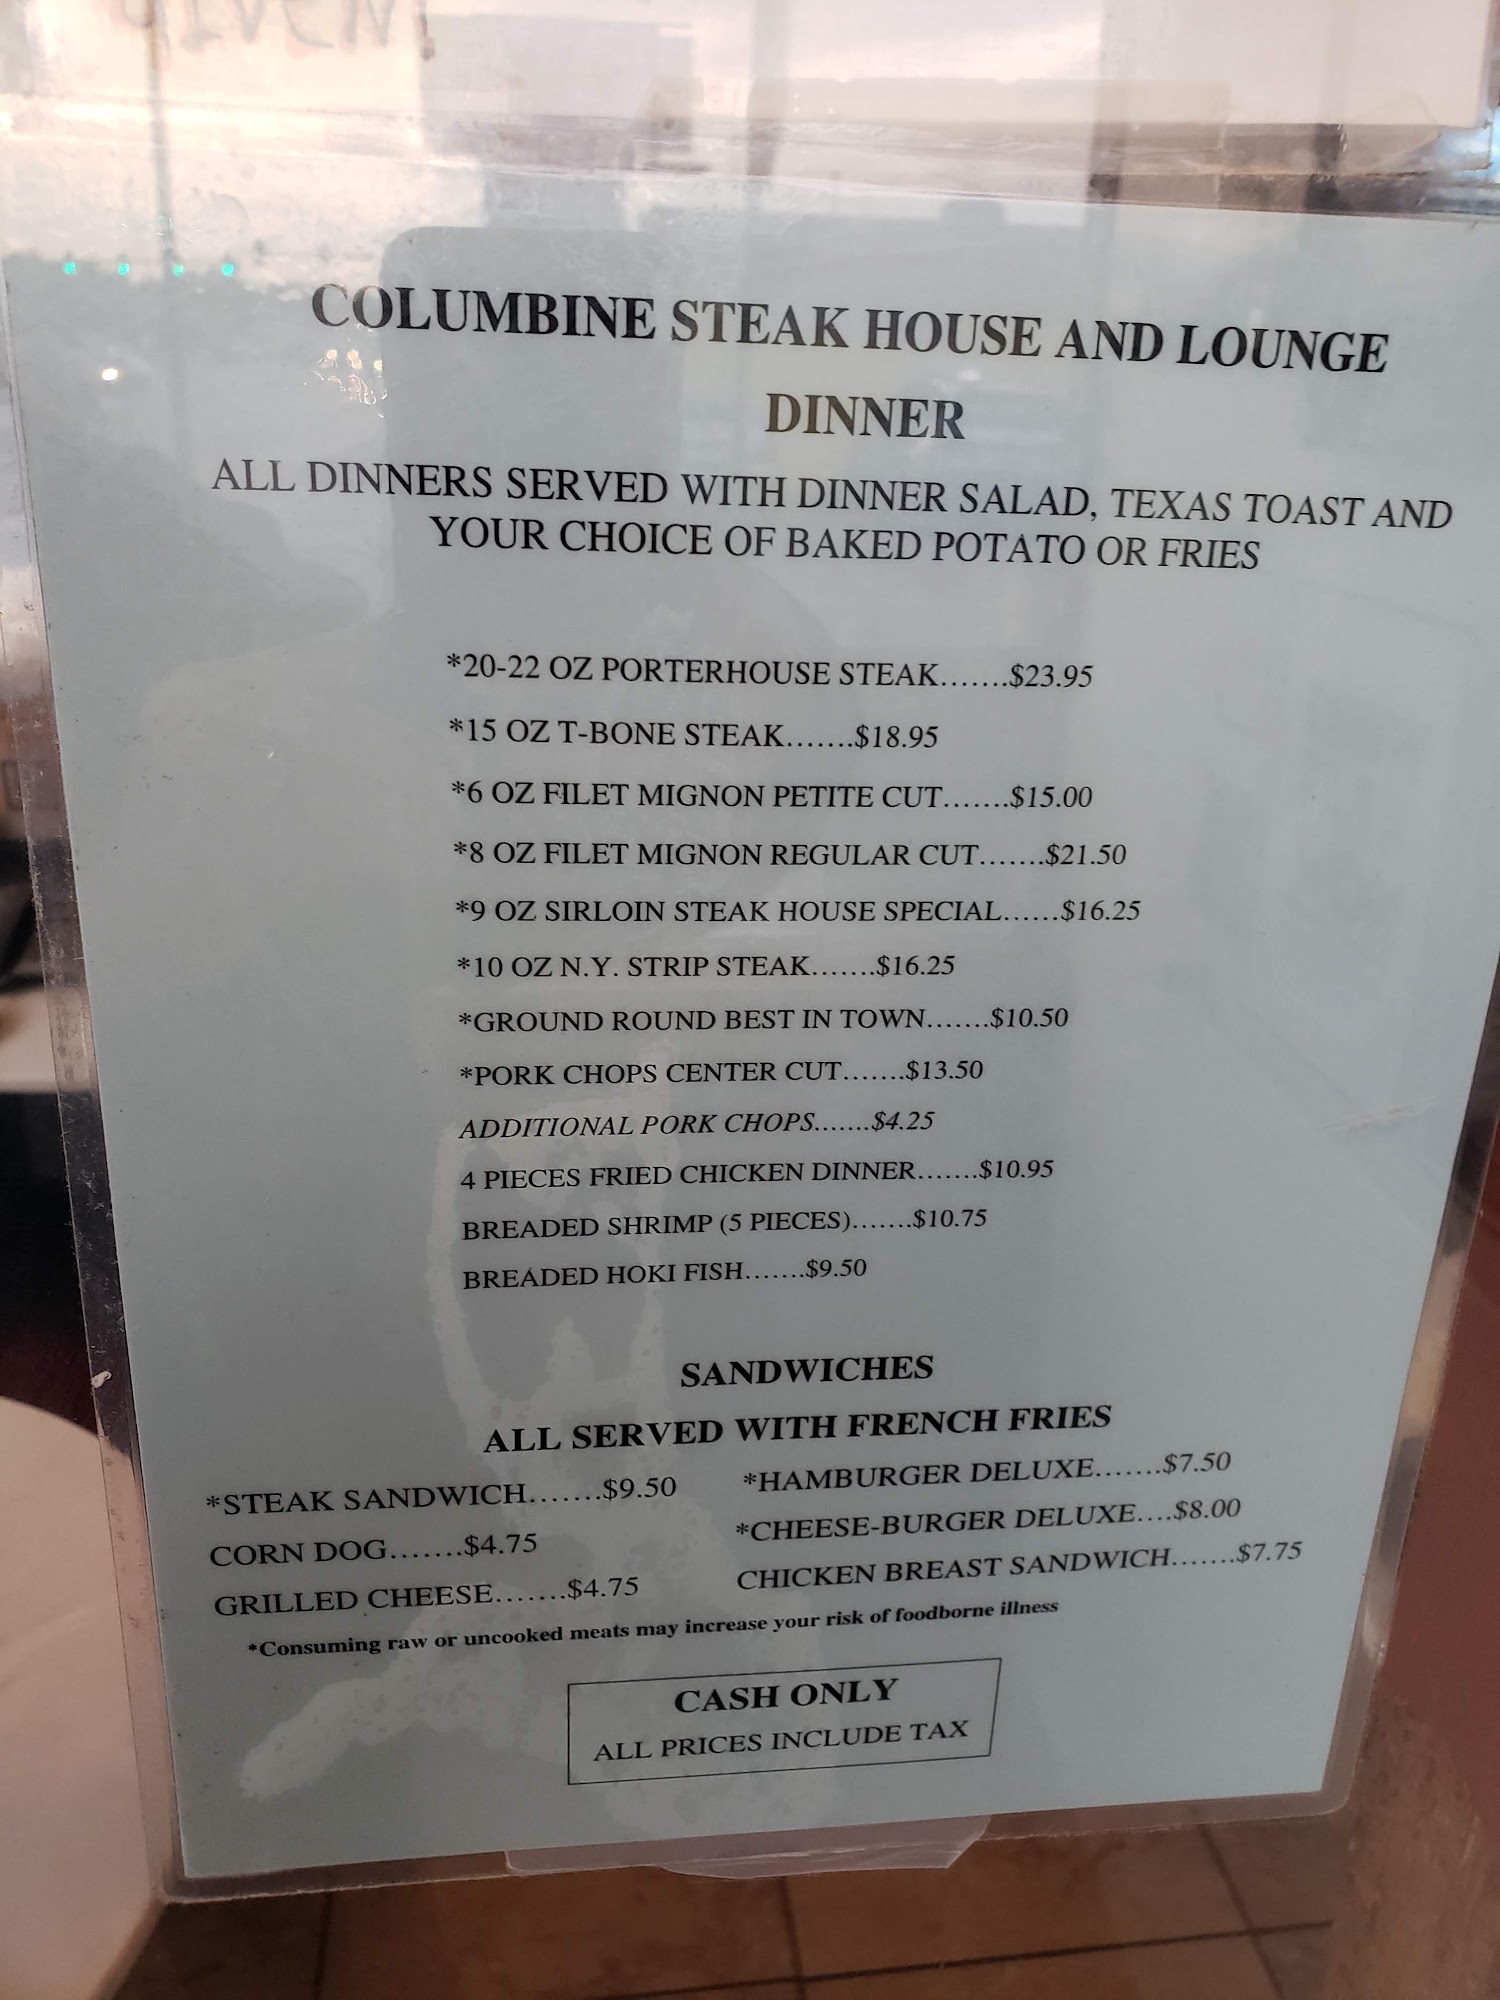 COLUMBINE STEAK HOUSE AND LOUNGE
DINNER
ALL DINNERS SERVED WITH DINNER SALAD, TEXAS TOAST AND
YOUR CHOICE OF BAKED POTATO OR FRIES
*20-22 OZ PORTERHOUSE STEAK.......$23.95
*15 OZ T-BONE STEAK.......$18.95
*6 OZ FILET MIGNON PETITE CUT.......$15.00
*8 OZ FILET MIGNON REGULAR CUT.......$21.50
*9 OZ SIRLOIN STEAK HOUSE SPECIAL......$16.25
*10 OZ N.Y. STRIP STEAK.......$16.25
*GROUND ROUND BEST IN TOWN.......$10.50
*PORK CHOPS CENTER CUT.......$13.50
ADDITIONAL PORK CHOPS.......$4.25
4 PIECES FRIED CHICKEN DINNER.......$10.95
BREADED SHRIMP (5 PIECES).......$10.75
BREADED HOKI FISH.......$9.50
SANDWICHES
ALL SERVED WITH FRENCH FRIES
*STEAK SANDWICH.......$9.50
CORN DOG.......$4.75
GRILLED CHEESE.......$4.75
*HAMBURGER DELUXE.......$7.50
*CHEESE-BURGER DELUXE....$8.00
CHICKEN BREAST SANDWICH.......$7.75
*Consuming raw or uncooked meats may increase your risk of foodborne illness
CASH ONLY
ALL PRICES INCLUDE TAX